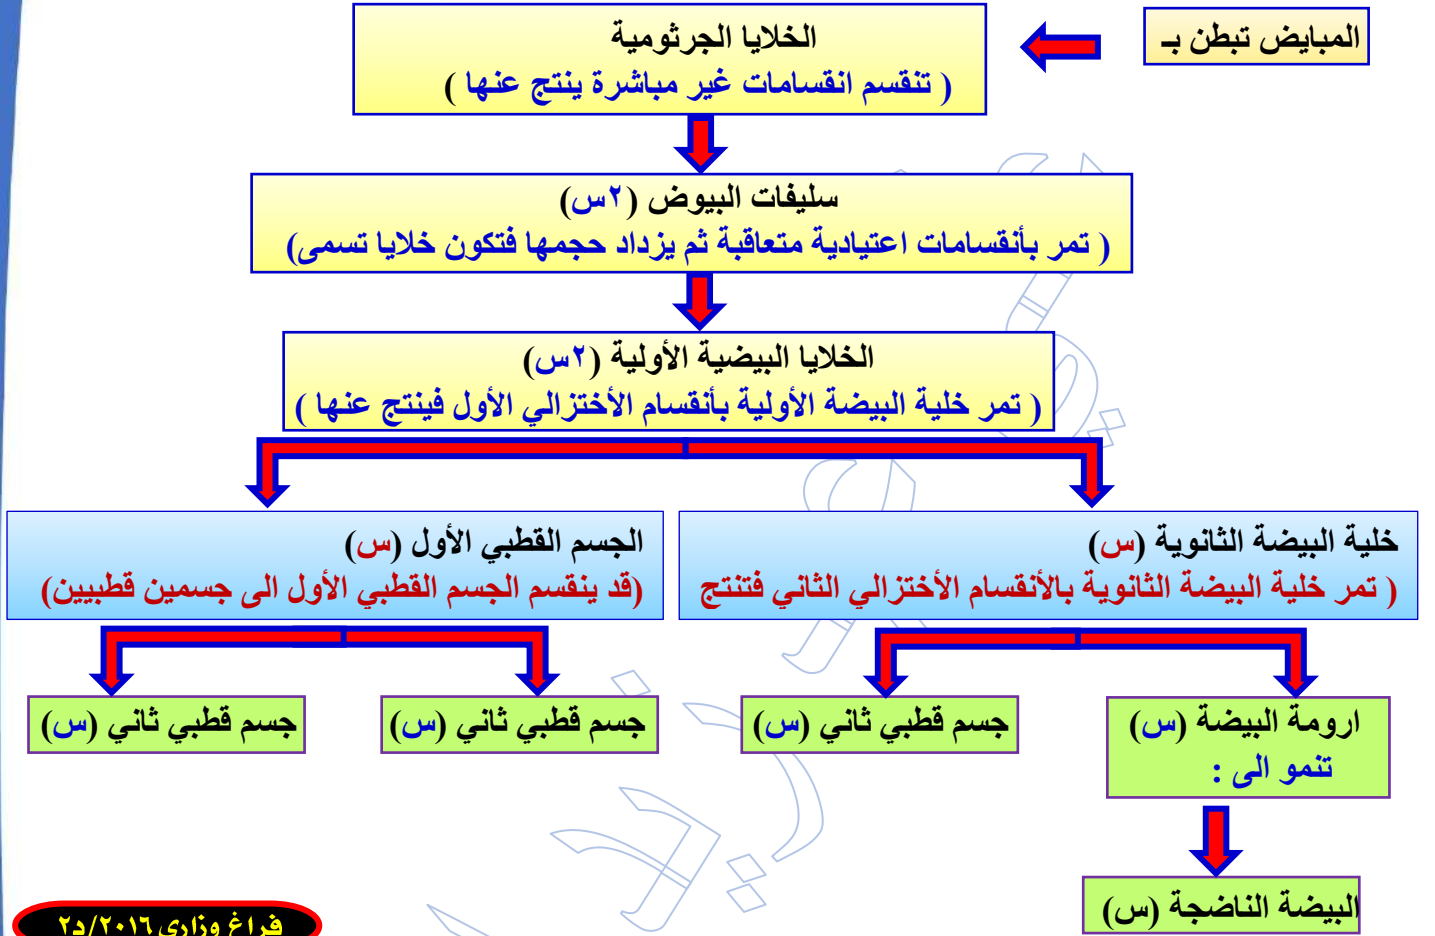 المبايض تبطن بـ
الخلايا الجرثومية
( تنقسم انقسامات غير مباشرة ينتج عنها )
سليفات البيوض (٢س)
( تمر بأنقسامات اعتيادية متعاقبة ثم يزداد حجمها فتكون خلايا تسمى)
الخلايا البيضية الأولية (٢س)
( تمر خلية البيضة الأولية بأنقسام الأختزالي الأول فينتج عنها )
خلية البيضة الثانوية (س)
( تمر خلية البيضة الثانوية بالأنقسام الأختزالي الثاني فتنتج
الجسم القطبي الأول (س)
(قد ينقسم الجسم القطبي الأول الى جسمين قطبيين)
ارومة البيضة (س)
تنمو الى :
جسم قطبي ثاني (س)
جسم قطبي ثاني (س)
جسم قطبي ثاني (س)
البيضة الناضجة (س)
فراغ وزاري ٢٠١٦/د٢